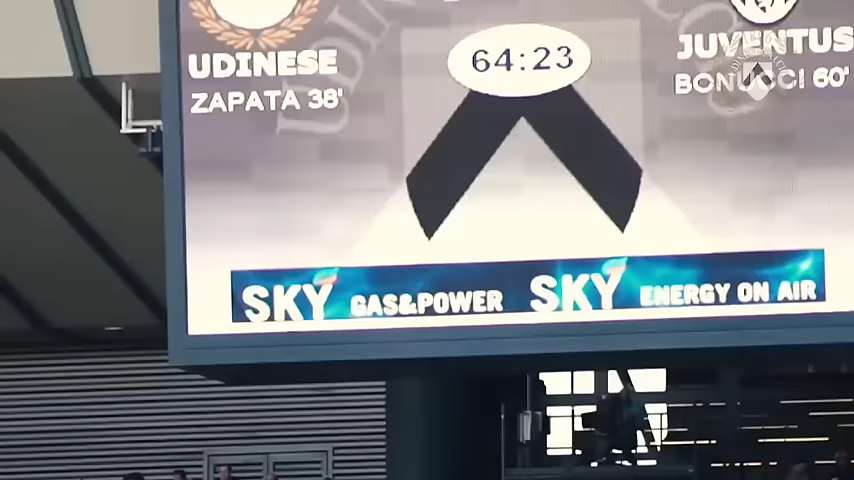 UDINESE
ZAPATA 38'
64:23
JUVENTUS
BONUCCI 60'
SKY GAS&POWER SKY ENERGY ON AIR